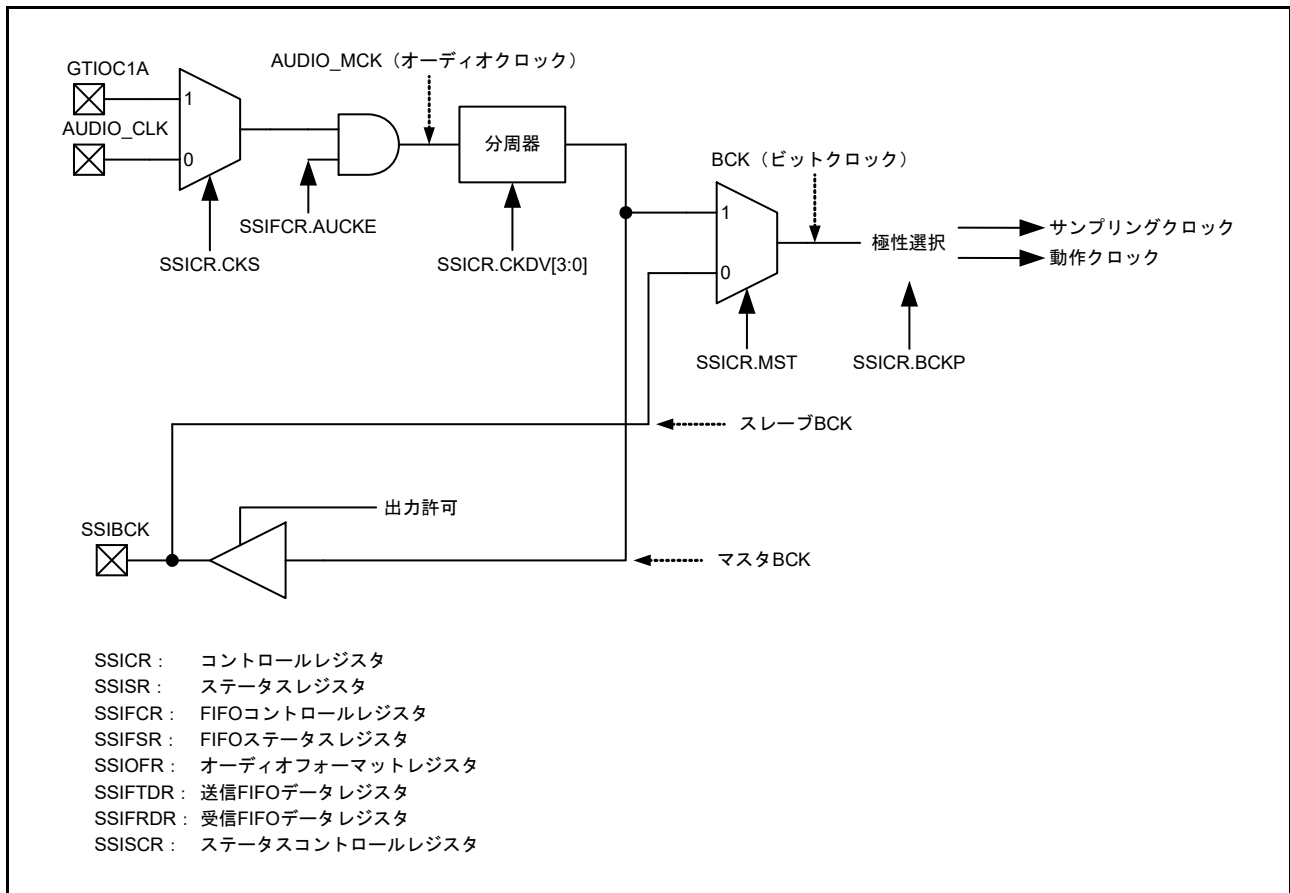 GTIOC1A
AUDIO_MCK（オーディオクロック）
1
AUDIO_CLK
0
分周器
BCK（ビットクロック）
SSIFCR.AUCKE
SSICR.CKS
SSICR.CKDV[3:0]
1
0
極性選択
サンプリングクロック
動作クロック
SSICR.MST
SSICR.BCKP
スレーブBCK
出力許可
SSIBCK
マスタBCK
SSICR： コントロールレジスタ
SSISR： ステータスレジスタ
SSIFCR： FIFOコントロールレジスタ
SSIFSR： FIFOステータスレジスタ
SSIOFR： オーディオフォーマットレジスタ
SSIFTDR： 送信FIFOデータレジスタ
SSIFRDR： 受信FIFOデータレジスタ
SSISCR： ステータスコントロールレジスタ